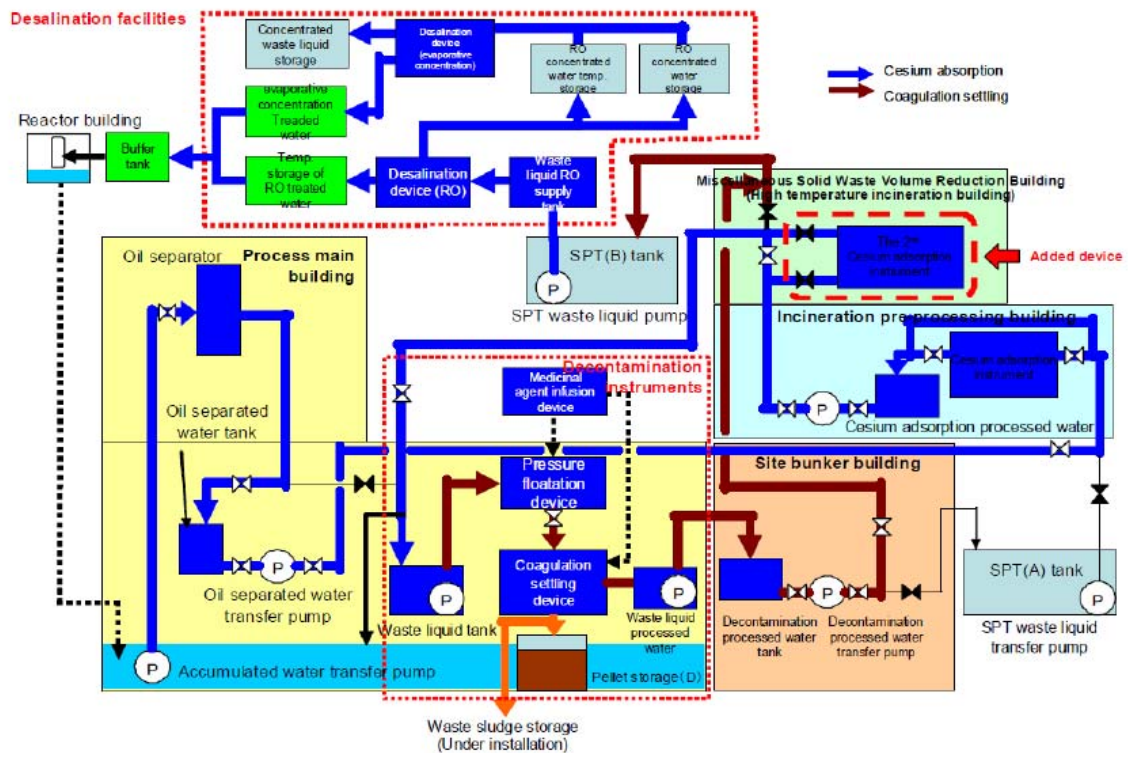 Desalination facilities
Concentrated
waste liquid
storage
Desalination
device
(evaporative
concentration)
RO
concentrated
water temp.
storage
RO
concentrated
water
storage
Cesium absorption
Coagulation settling
evaporative
concentration
Treaded
water
Reactor building
Buffer
tank
Temp.
storage of
RO treated
water
Desalination
device (RO)
Waste
liquid RO
supply
tank
Miscellaneous Solid Waste Volume Reduction Building
(High temperature incineration building)
The 2nd
Cesium adsorption
instrument
Added device
SPT(B) tank
P
SPT waste liquid pump
Oil separator
Process main
building
Incineration pre-processing building
Cesium adsorption
instrument
P
Cesium adsorption processed water
Decontamination
instruments
Medicinal
agent infusion
device
Oil separated
water tank
Pressure
floatation
device
Site bunker building
P
Oil separated water
transfer pump
P
Waste liquid tank
Coagulation
settling
device
P
Waste liquid
processed
water
P
Decontamination
processed water
tank
Decontamination
processed water
transfer pump
SPT(A) tank
P
SPT waste liquid
transfer pump
P
Accumulated water transfer pump
Pellet storage(D)
Waste sludge storage
(Under installation)